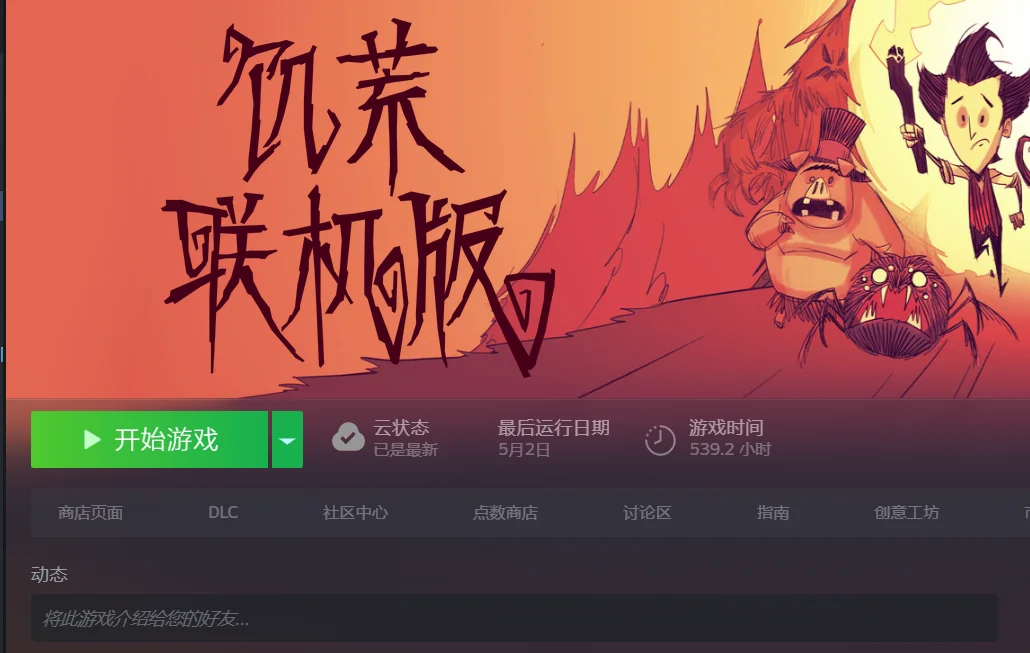 饥荒
联机版
开始游戏
云状态
已是最新
最后运行日期
5月2日
游戏时间
539.2 小时
商店页面 DLC 社区中心 点数商店 讨论区 指南 创意工坊
动态
将此游戏介绍给您的好友...